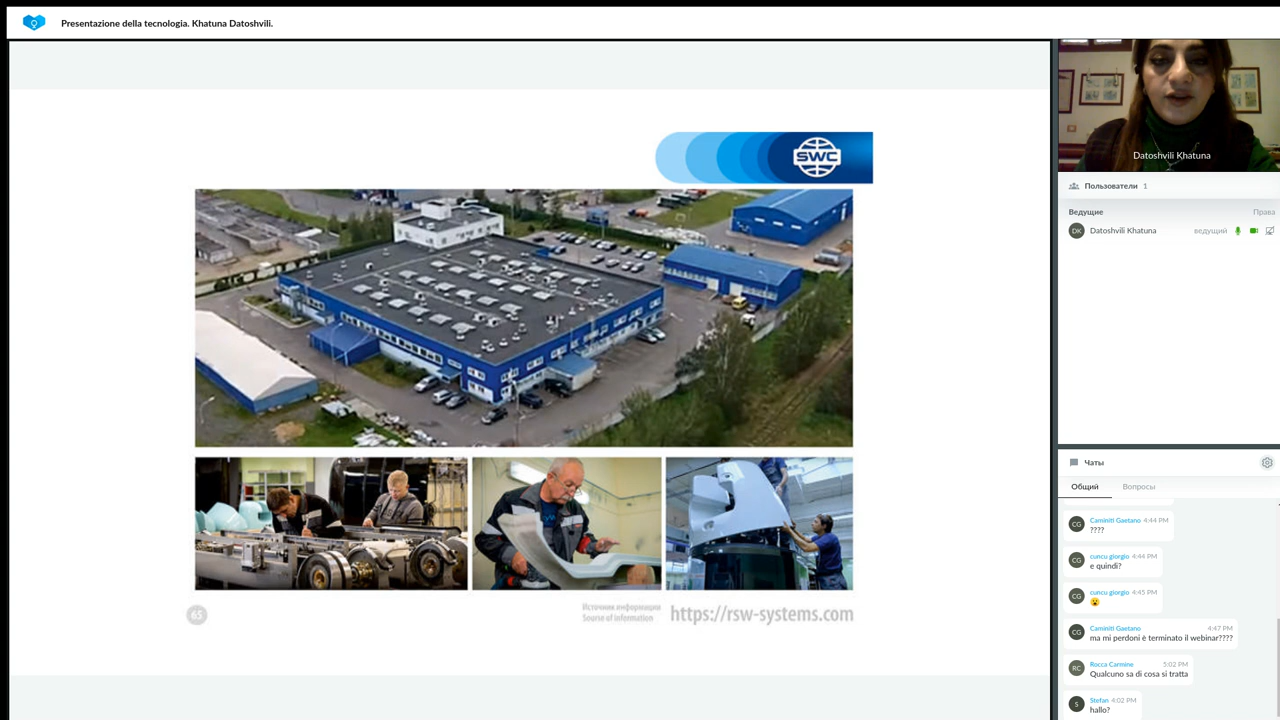 Presentazione della tecnologia. Khatuna Datoshvili.
SWC
65
Источник информации
Sourse of information
https://rsw-systems.com
Datoshvili Khatuna
Пользователи 1
Ведущие Права
DK Datoshvili Khatuna ведущий
Чаты
Общий Вопросы
CG Caminiti Gaetano 4:44 PM
????
CG cuncu giorgio 4:44 PM
e quindi?
CG cuncu giorgio 4:45 PM
😮
CG Caminiti Gaetano 4:47 PM
ma mi perdoni è terminato il webinar????
RC Rocca Carmine 5:02 PM
Qualcuno sa di cosa si tratta
S Stefan 4:02 PM
hallo?